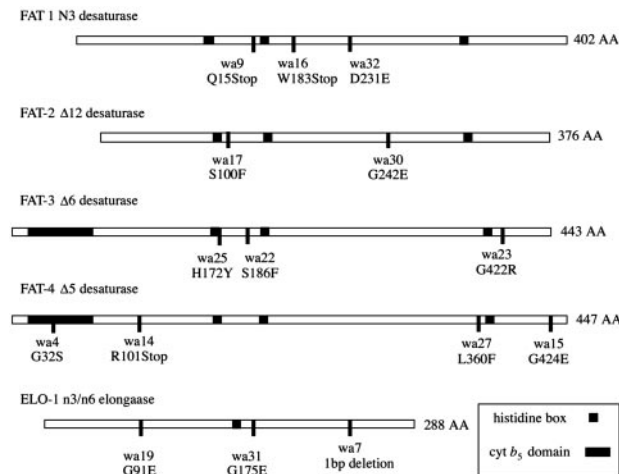 FAT 1 N3 desaturase
402 AA
wa9 wa16 wa32
Q15Stop W183Stop D231E
FAT-2 Δ12 desaturase
376 AA
wa17 wa30
S100F G242E
FAT-3 Δ6 desaturase
443 AA
wa25 wa22 wa23
H172Y S186F G422R
FAT-4 Δ5 desaturase
447 AA
wa4 wa14 wa27 wa15
G32S R101Stop L360F G424E
ELO-1 n3/n6 elongaase
288 AA
wa19 wa31 wa7
G91E G175E 1bp deletion
histidine box
cyt b5 domain